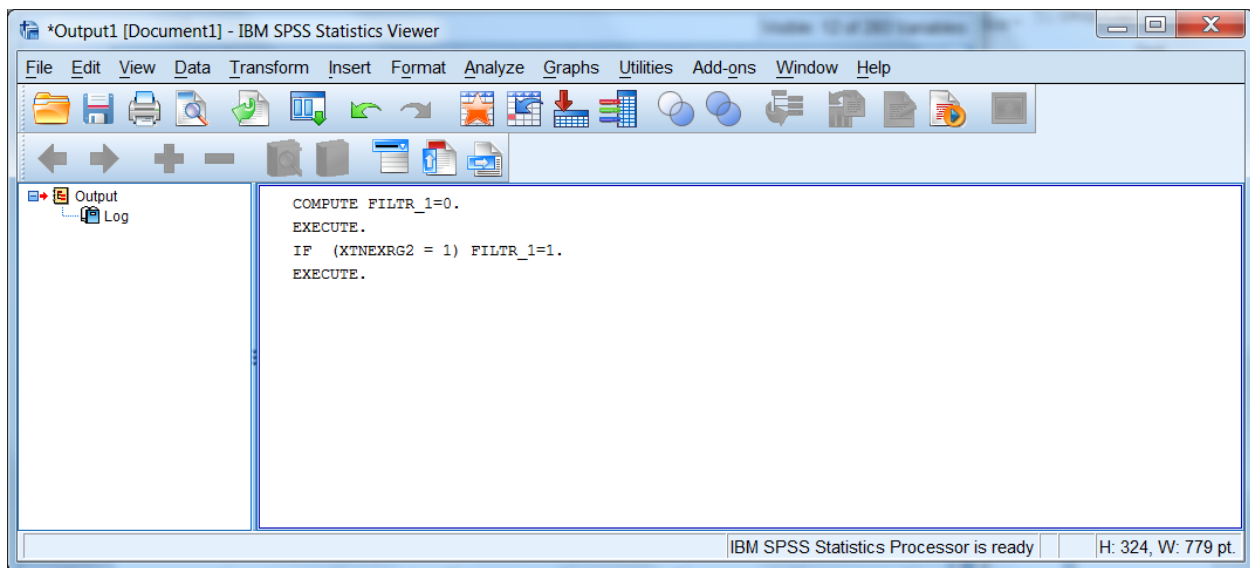 *Output1 [Document1] - IBM SPSS Statistics Viewer
File Edit View Data Transform Insert Format Analyze Graphs Utilities Add-ons Window Help
Output
Log
COMPUTE FILTR_1=0.
EXECUTE.
IF (XTNEXRG2 = 1) FILTR_1=1.
EXECUTE.
IBM SPSS Statistics Processor is ready H: 324, W: 779 pt.